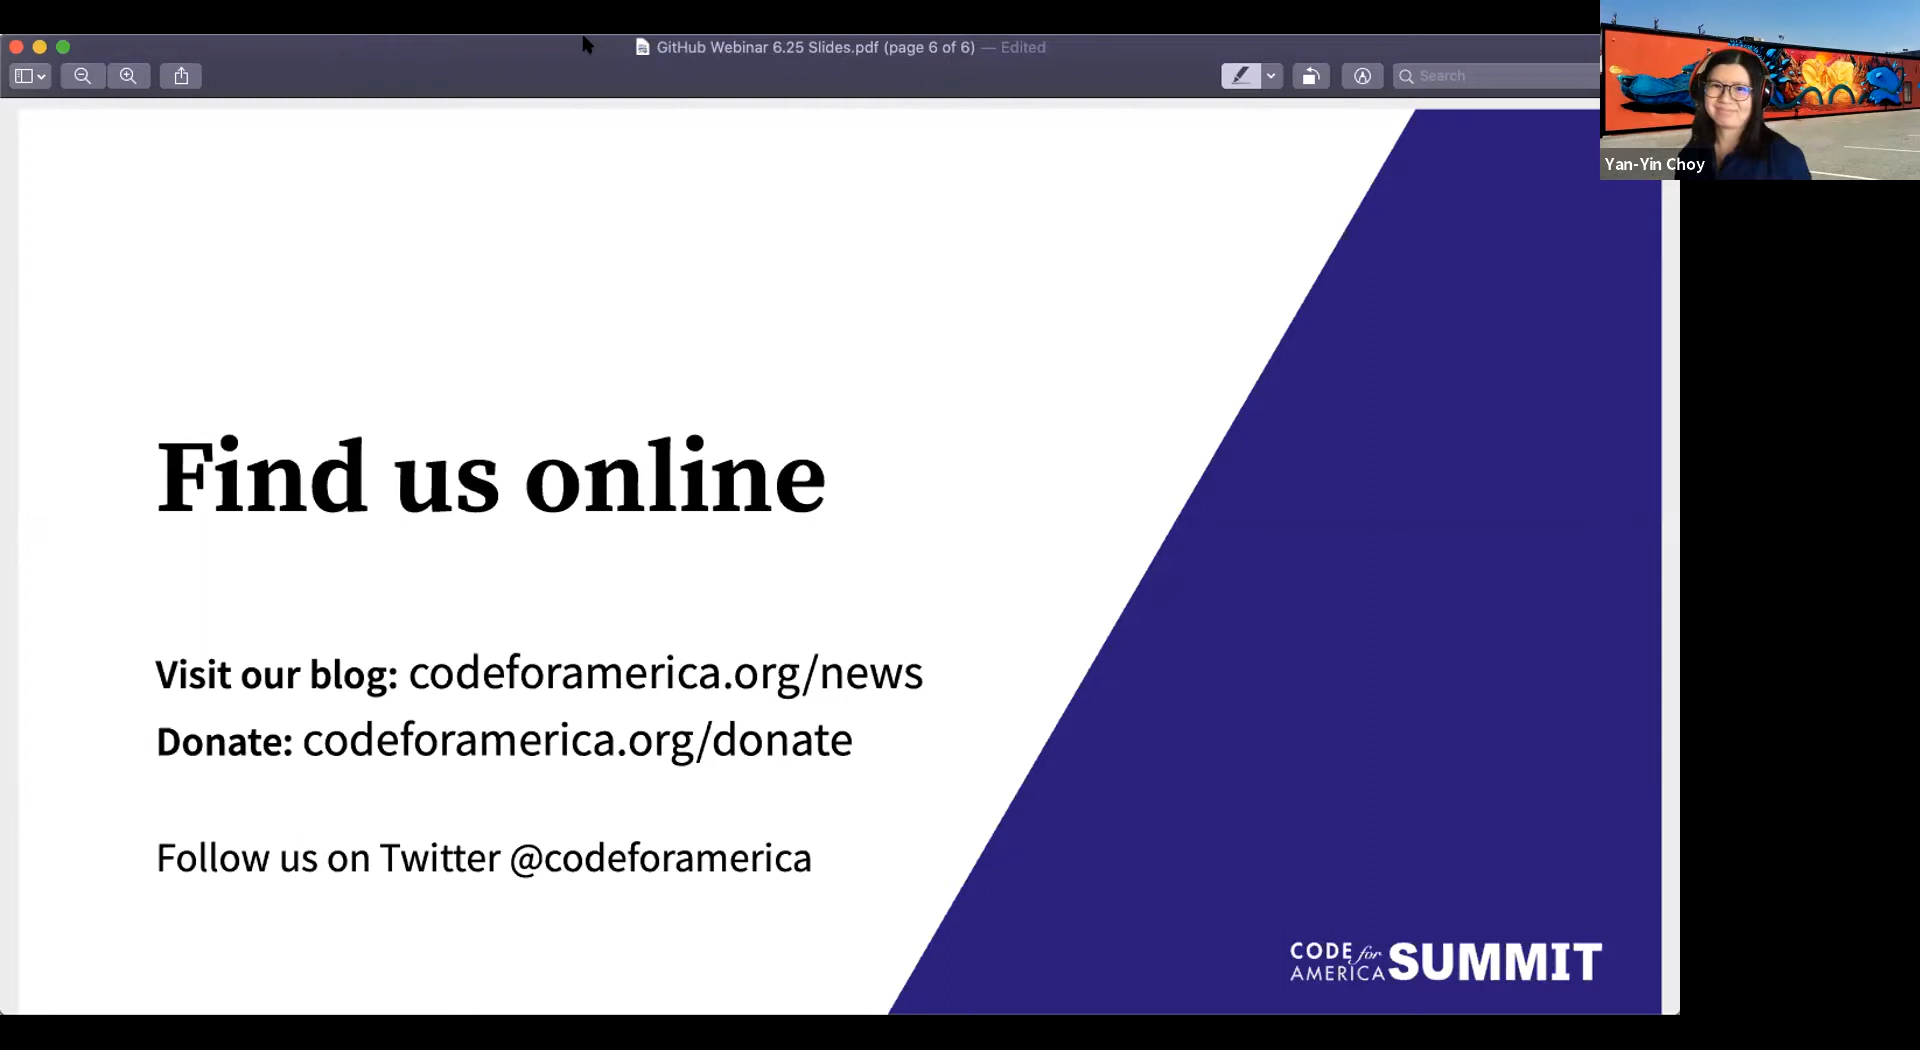 GitHub Webinar 6.25 Slides.pdf (page 6 of 6) — Edited
Search
Yan-Yin Choy
Find us online
Visit our blog: codeforamerica.org/news
Donate: codeforamerica.org/donate
Follow us on Twitter @codeforamerica
CODE for
AMERICA SUMMIT